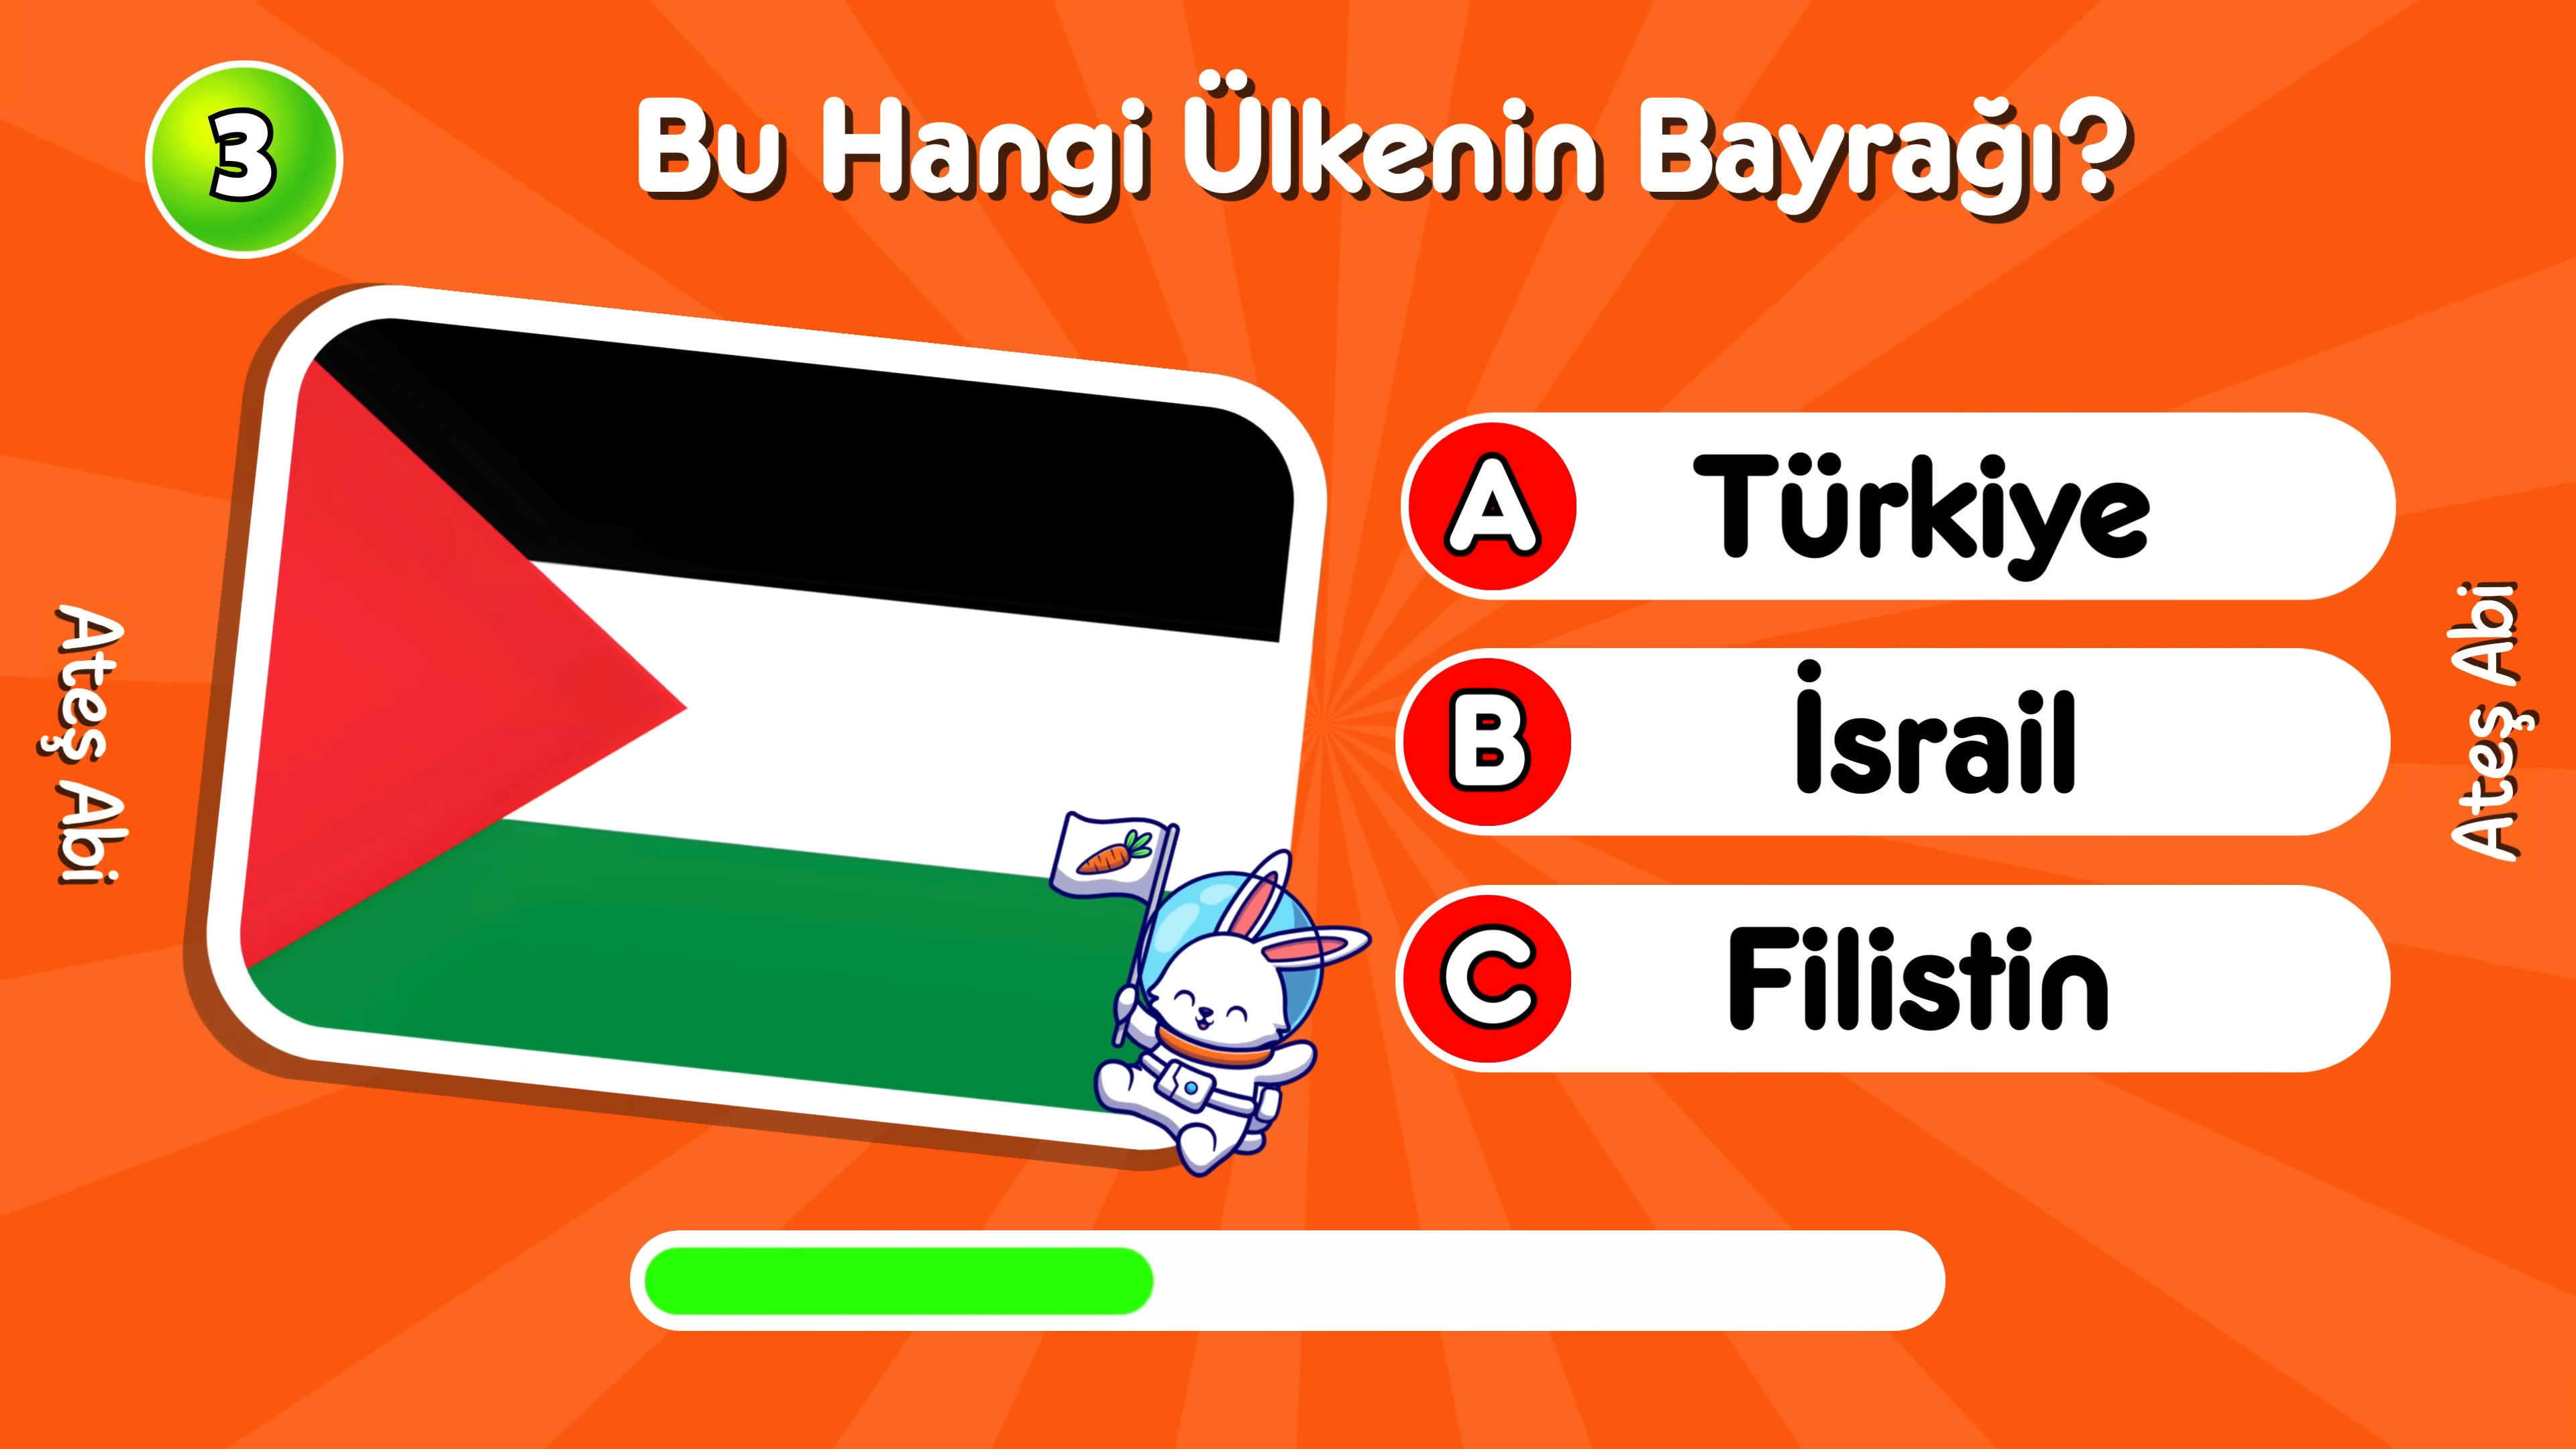 3
Bu Hangi Ülkenin Bayrağı?
A Türkiye
B İsrail
C Filistin
Ateş Abi
Ateş Abi